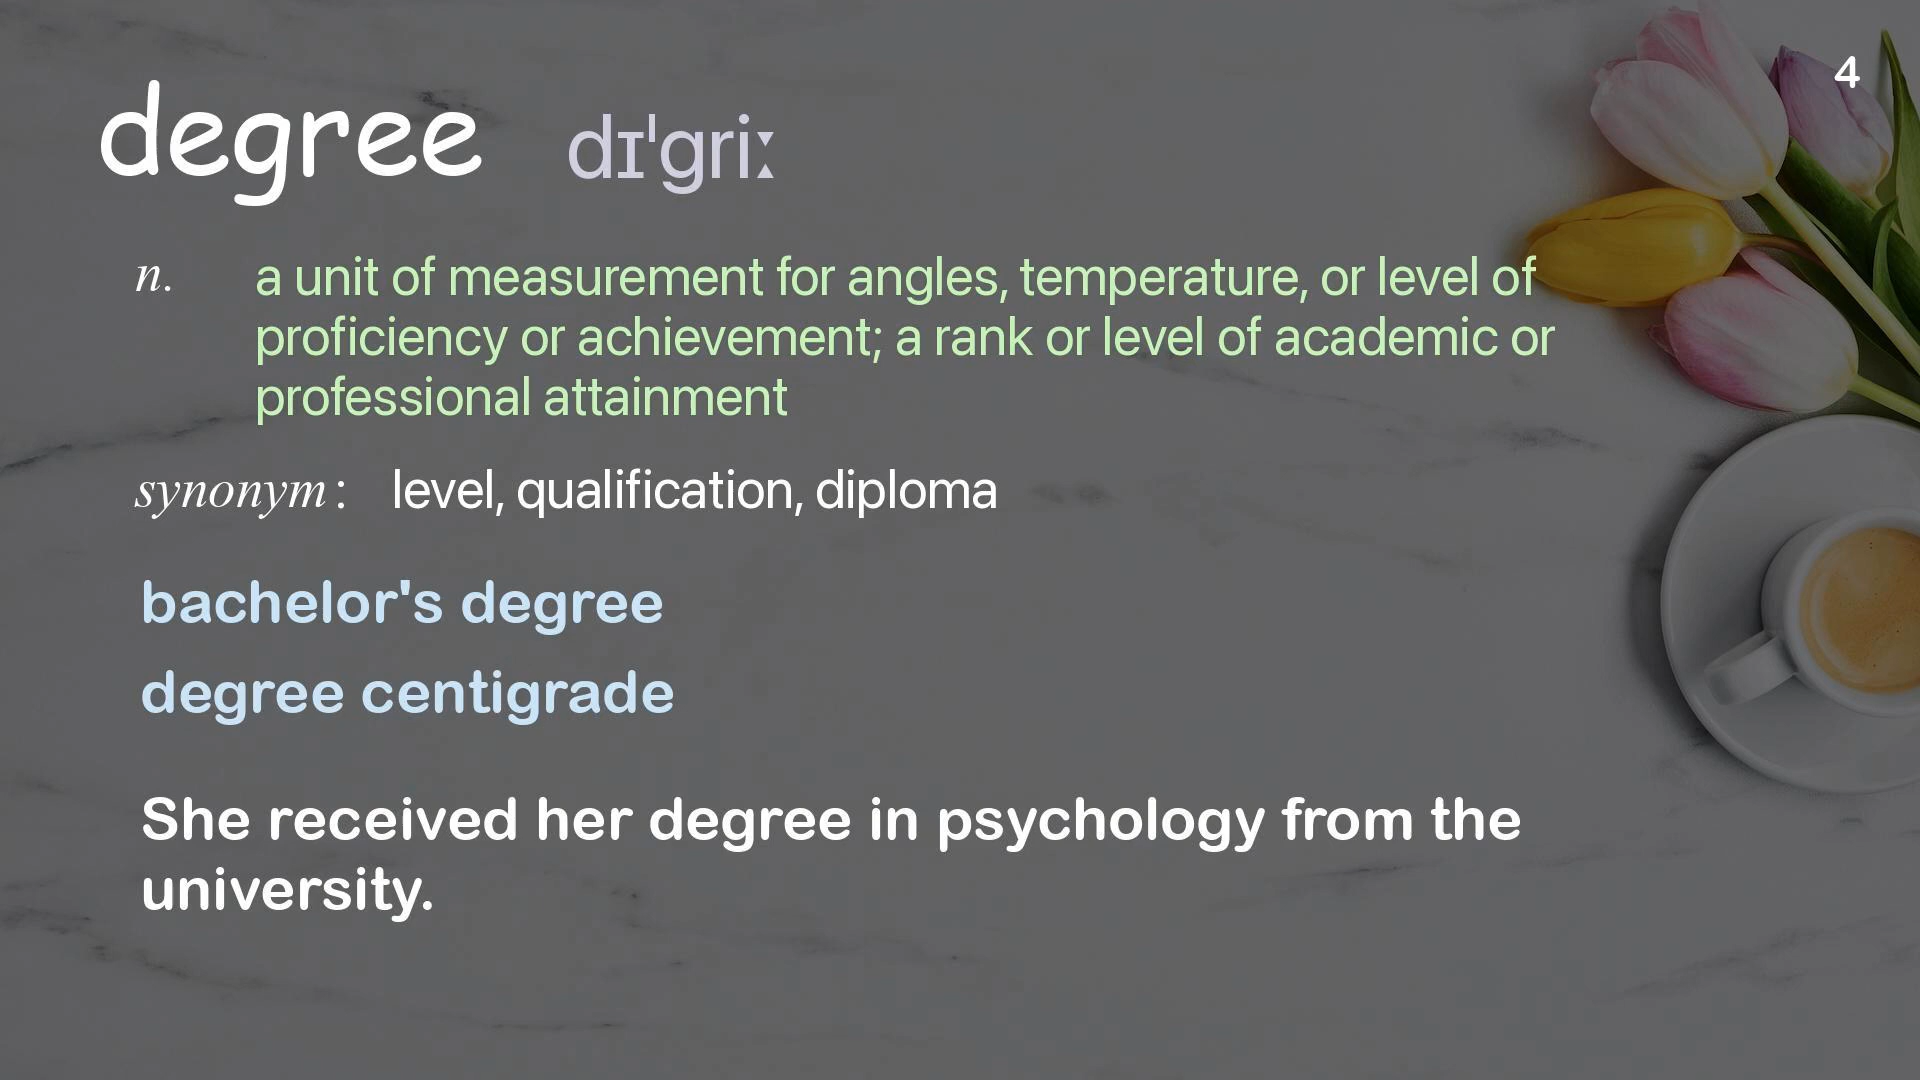 4
degree dɪˈɡriː
n. a unit of measurement for angles, temperature, or level of
proficiency or achievement; a rank or level of academic or
professional attainment
synonym: level, qualification, diploma
bachelor's degree
degree centigrade
She received her degree in psychology from the
university.